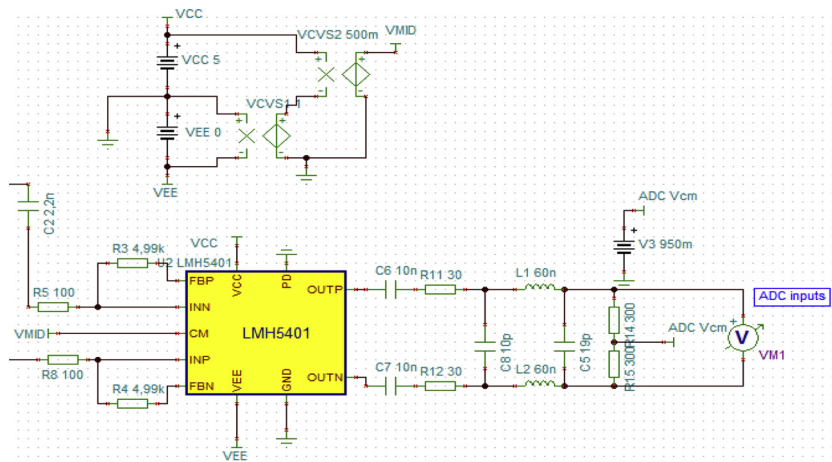 VCC
VCVS2 500m
VMID
+
+
+
VCC 5
-
-
VCVS1 1
+
+
+
VEE 0
-
-
VEE
C2 2,2n
ADC Vcm
+
V3 950m
VCC
R3 4,99k
U2 LMH5401
FBP
VCC
PD
OUTP
C6 10n
R11 30
L1 60n
R5 100
INN
ADC inputs
VMID
CM
LMH5401
C8 10p
C5 19p
R14 300
ADC Vcm
+
V
VM1
INP
R8 100
VEE
GND
OUTN
C7 10n
R12 30
L2 60n
R15 300
R4 4,99k
FBN
VEE